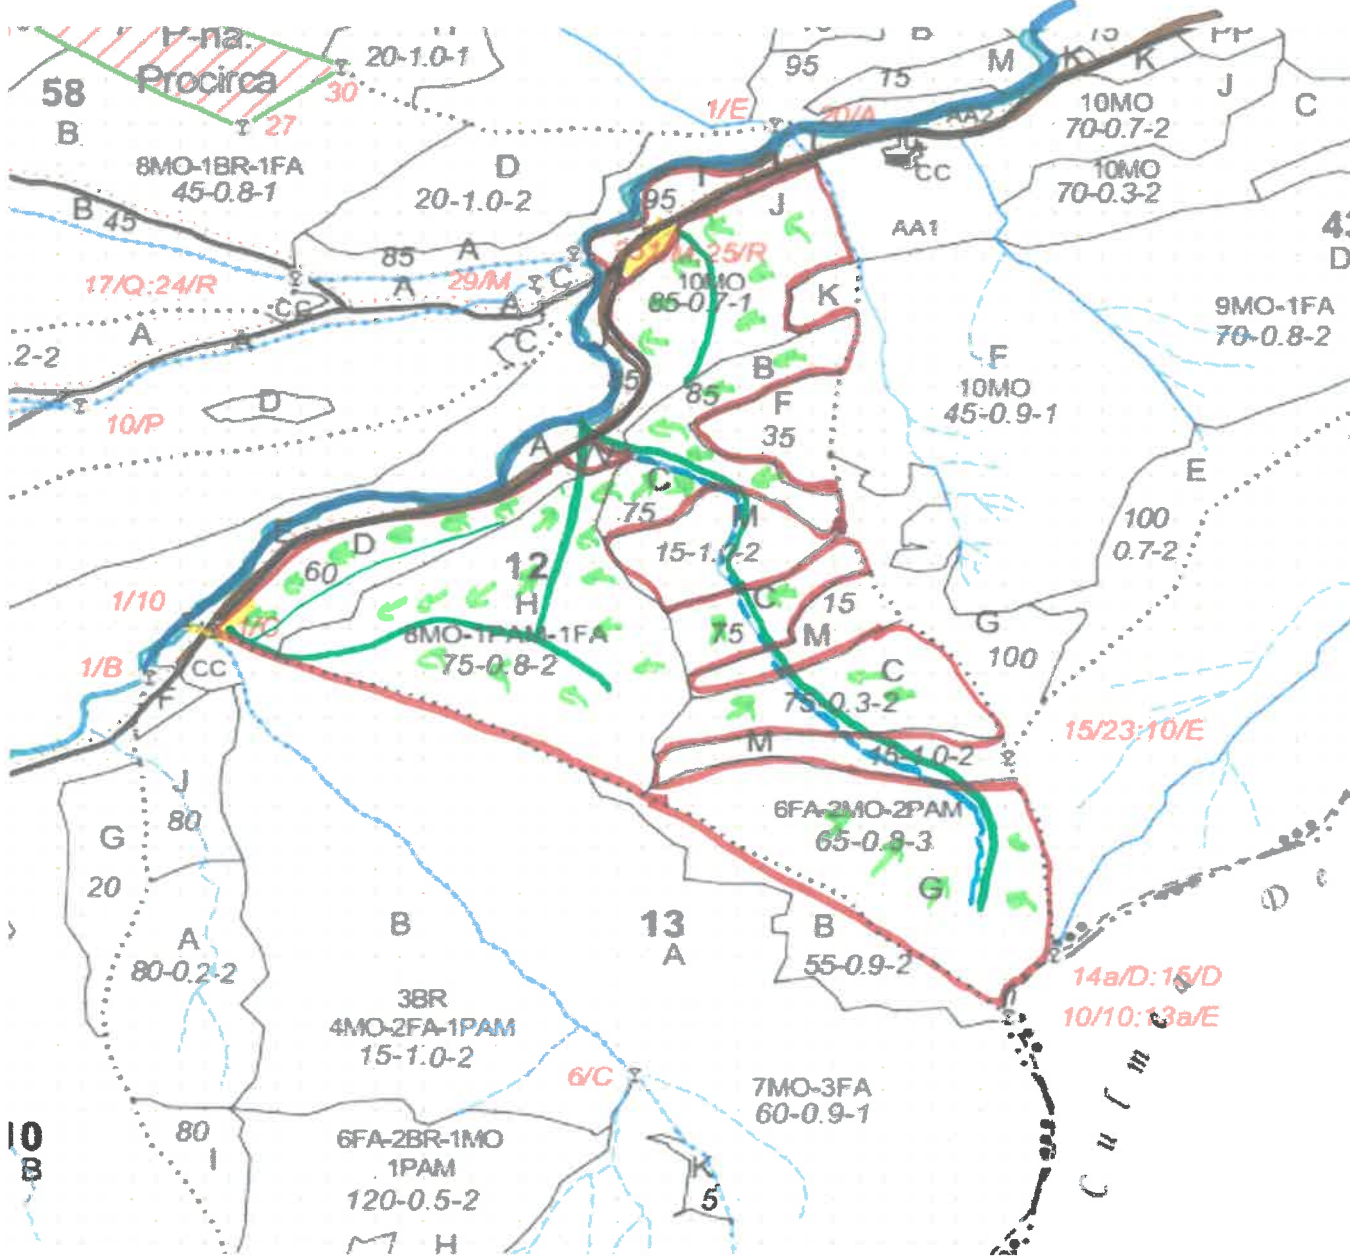 P-na.
Procirca
H
20-1.0-1
30
27
58
B
8MO-1BR-1FA
45-0.8-1
D
20-1.0-2
B
45
85
A
17/Q:24/R
29/M
A
A
C
CC
A
A
C
.2-2
D
10/P
95
B
15
M
K
15
K
PP
J
C
1/E
20/A
AA2
10MO
70-0.7-2
CC
10MO
70-0.3-2
I
95
J
AA1
43
D
25/R
10MO
85-0.7-1
K
9MO-1FA
70-0.8-2
B
85
F
35
F
10MO
45-0.9-1
A
C
75
E
M
15-1.0-2
100
0.7-2
D
60
12
H
8MO-1PAM-1FA
75-0.8-2
C
75
15
M
G
100
1/10
1/B
CC
F
C
75-0.3-2
M
15-1.0-2
15/23:10/E
J
80
G
20
6FA-2MO-2PAM
65-0.8-3
G
A
80-0.2-2
B
13
A
B
55-0.9-2
14a/D:15/D
10/10:13a/E
3BR
4MO-2FA-1PAM
15-1.0-2
6/C
7MO-3FA
60-0.9-1
10
B
80
I
6FA-2BR-1MO
1PAM
120-0.5-2
H
K
5
Culmea
De